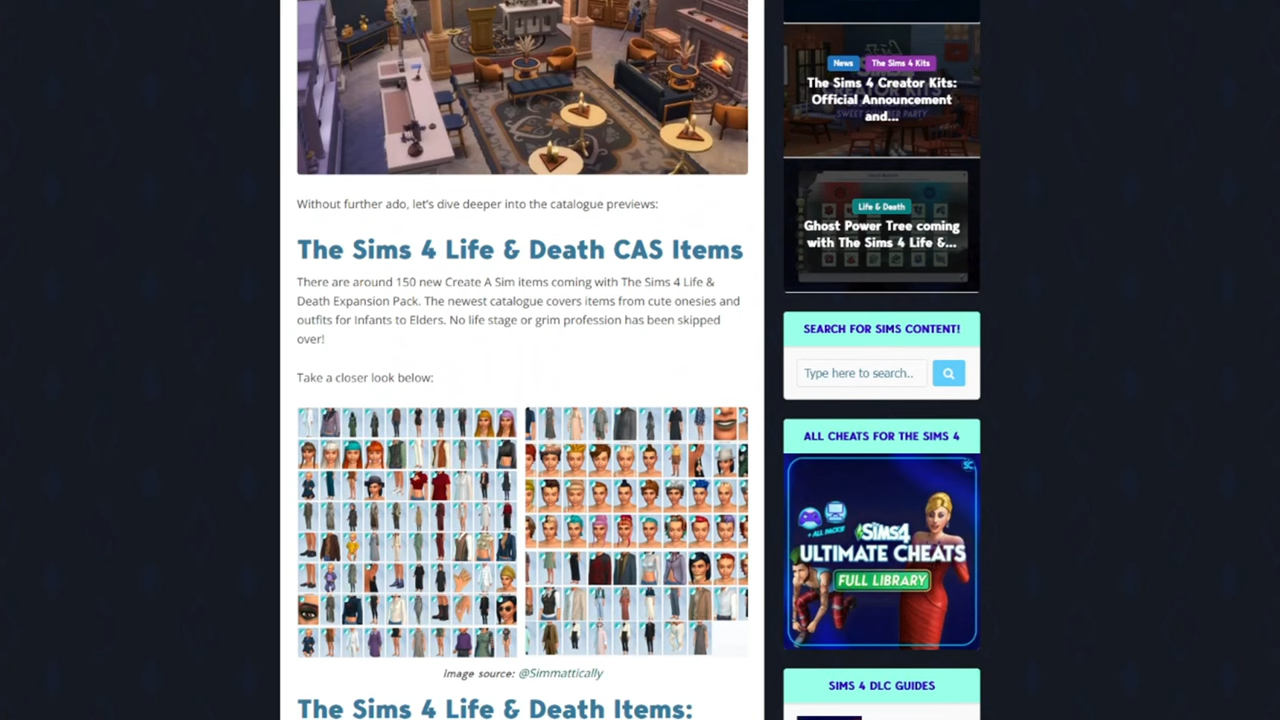 Without further ado, let's dive deeper into the catalogue previews:
The Sims 4 Life & Death CAS Items
There are around 150 new Create A Sim items coming with The Sims 4 Life &
Death Expansion Pack. The newest catalogue covers items from cute onesies and
outfits for Infants to Elders. No life stage or grim profession has been skipped
over!
Take a closer look below:
Image source: @Simmattically
The Sims 4 Life & Death Items:
News The Sims 4 Kits
The Sims 4 Creator Kits:
Official Announcement
and...
Life & Death
Ghost Power Tree coming
with The Sims 4 Life &...
SEARCH FOR SIMS CONTENT!
Type here to search..
ALL CHEATS FOR THE SIMS 4
SC
+ ALL PACKS
The SIMS 4
ULTIMATE CHEATS
FULL LIBRARY
SIMS 4 DLC GUIDES